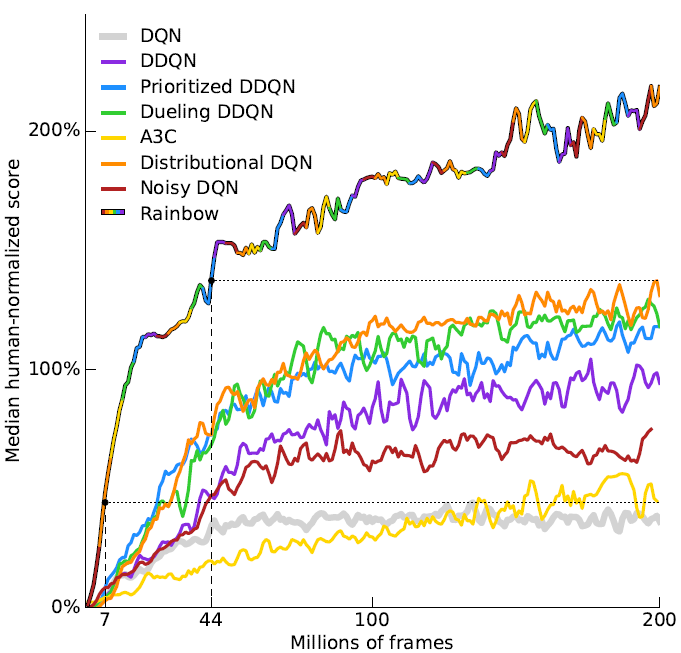 DQN
DDQN
Prioritized DDQN
Dueling DDQN
A3C
Distributional DQN
Noisy DQN
Rainbow
Median human-normalized score
200%
100%
0%
7 44 100 200
Millions of frames